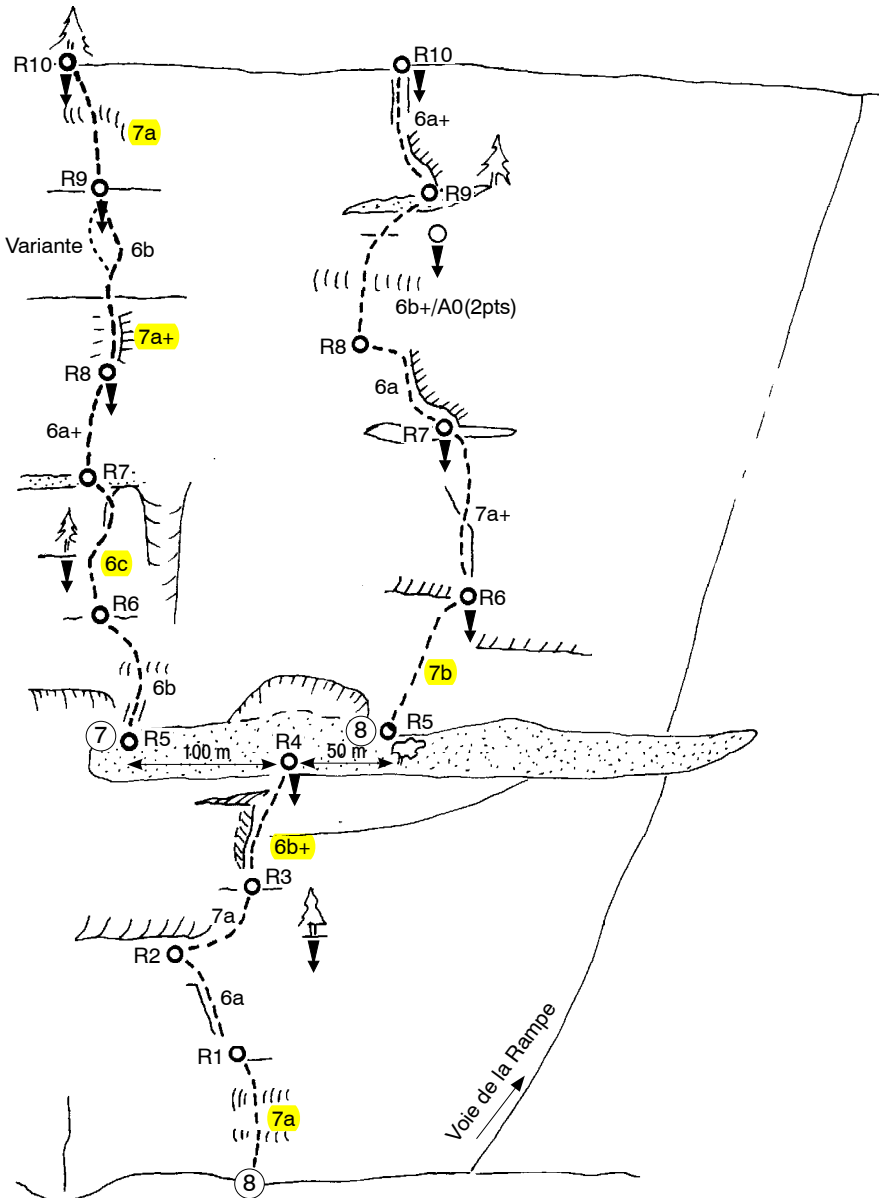 R10
R10
7a
6a+
R9
R9
Variante
6b
6b+/A0(2pts)
7a+
R8
R8
6a
6a+
R7
R7
7a+
6c
R6
R6
7b
6b
7
R5
100 m
R4
50 m
8
R5
6b+
R3
7a
R2
6a
R1
Voie de la Rampe
7a
8